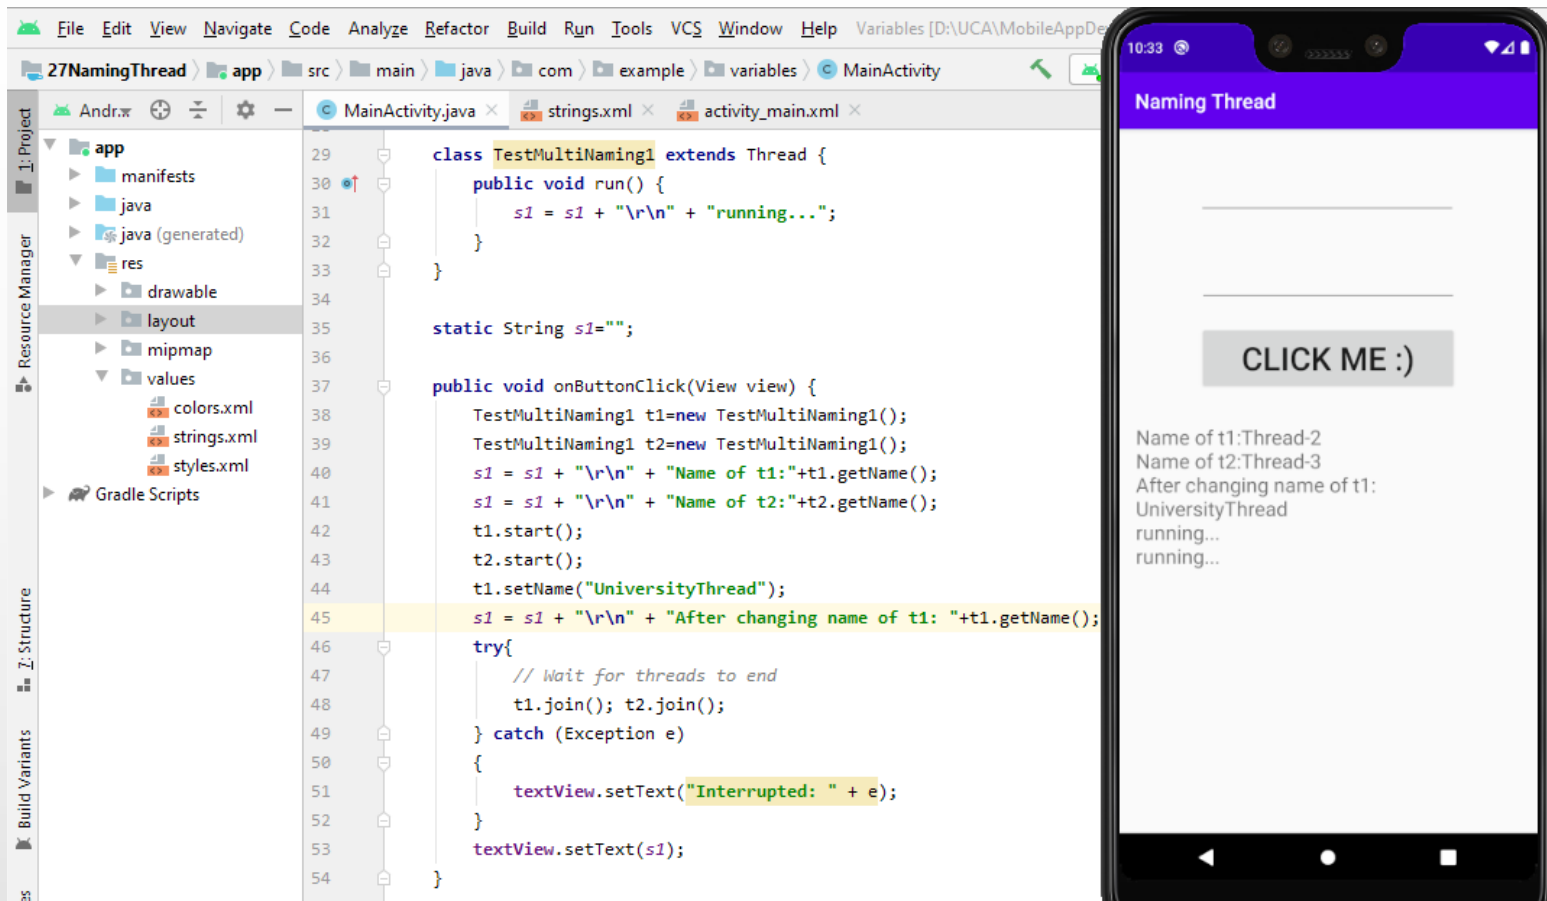 File Edit View Navigate Code Analyze Refactor Build Run Tools VCS Window Help Variables [D:\UCA\MobileAppDe
27NamingThread app src main java com example variables MainActivity
Andr.
MainActivity.java strings.xml activity_main.xml
1: Project
Resource Manager
7: Structure
Build Variants
app
manifests
java
java (generated)
res
drawable
layout
mipmap
values
colors.xml
strings.xml
styles.xml
Gradle Scripts
29 class TestMultiNaming1 extends Thread {
30 public void run() {
31 s1 = s1 + "\r\n" + "running...";
32 }
33 }
34
35 static String s1="";
36
37 public void onButtonClick(View view) {
38 TestMultiNaming1 t1=new TestMultiNaming1();
39 TestMultiNaming1 t2=new TestMultiNaming1();
40 s1 = s1 + "\r\n" + "Name of t1:"+t1.getName();
41 s1 = s1 + "\r\n" + "Name of t2:"+t2.getName();
42 t1.start();
43 t2.start();
44 t1.setName("UniversityThread");
45 s1 = s1 + "\r\n" + "After changing name of t1: "+t1.getName();
46 try{
47 // Wait for threads to end
48 t1.join(); t2.join();
49 } catch (Exception e)
50 {
51 textView.setText("Interrupted: " + e);
52 }
53 textView.setText(s1);
54 }
10:33
Naming Thread
CLICK ME :)
Name of t1:Thread-2
Name of t2:Thread-3
After changing name of t1:
UniversityThread
running...
running...